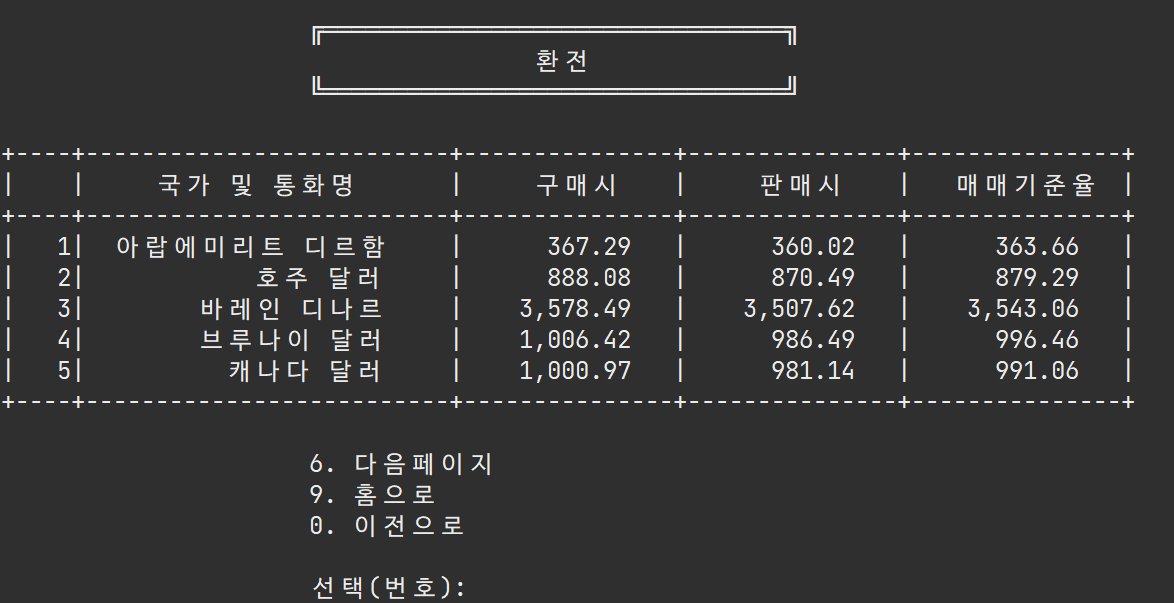 환전
국가 및 통화명 | 구매시 | 판매시 | 매매기준율
1| 아랍에미리트 디르함 | 367.29 | 360.02 | 363.66
2| 호주 달러 | 888.08 | 870.49 | 879.29
3| 바레인 디나르 | 3,578.49 | 3,507.62 | 3,543.06
4| 브루나이 달러 | 1,006.42 | 986.49 | 996.46
5| 캐나다 달러 | 1,000.97 | 981.14 | 991.06
6. 다음페이지
9. 홈으로
0. 이전으로
선택(번호):